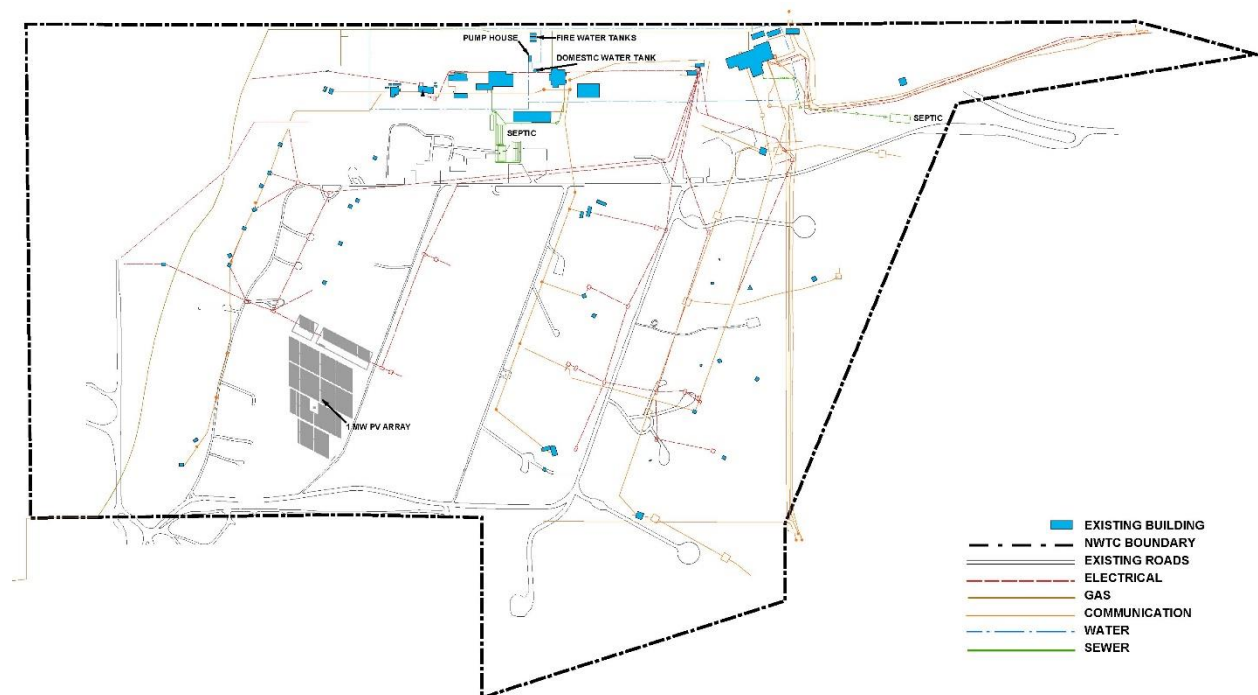 PUMP HOUSE
FIRE WATER TANKS
DOMESTIC WATER TANK
SEPTIC
SEPTIC
1 MW PV ARRAY
EXISTING BUILDING
NWTC BOUNDARY
EXISTING ROADS
ELECTRICAL
GAS
COMMUNICATION
WATER
SEWER